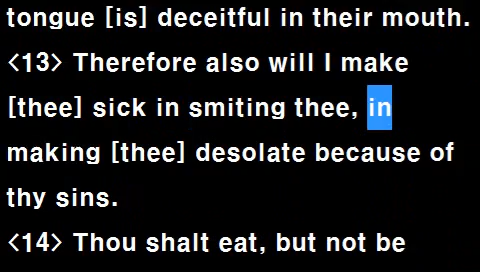 tongue [is] deceitful in their mouth.
<13> Therefore also will I make
[thee] sick in smiting thee, in
making [thee] desolate because of
thy sins.
<14> Thou shalt eat, but not be